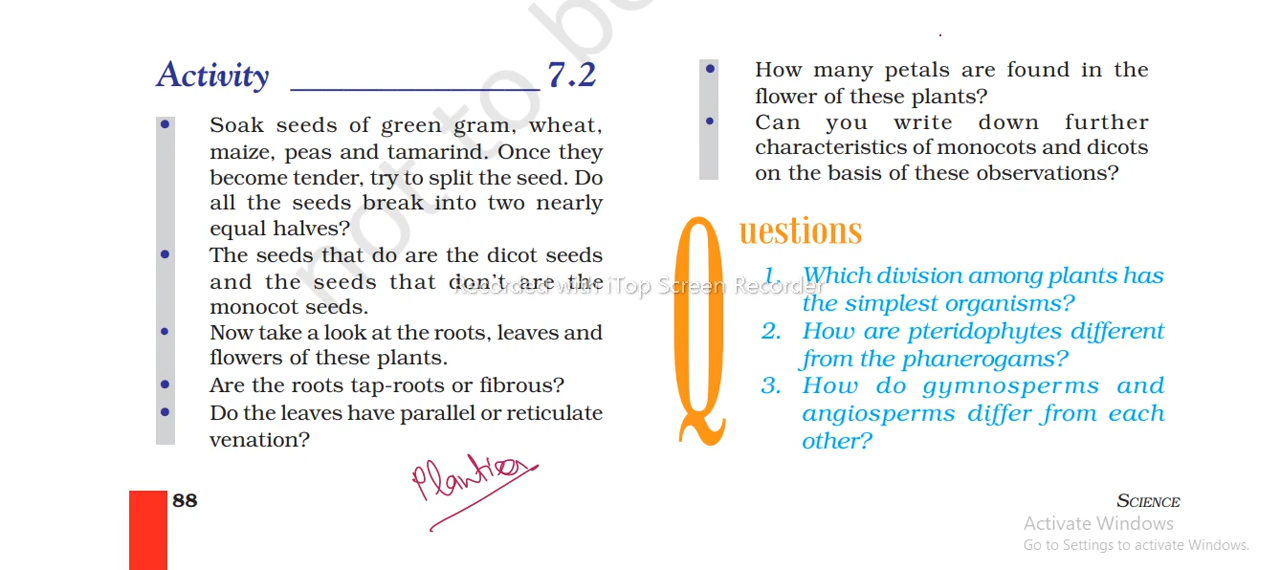 Activity 7.2
• Soak seeds of green gram, wheat,
maize, peas and tamarind. Once they
become tender, try to split the seed. Do
all the seeds break into two nearly
equal halves?
• The seeds that do are the dicot seeds
and the seeds that don't are the
monocot seeds.
• Now take a look at the roots, leaves and
flowers of these plants.
• Are the roots tap-roots or fibrous?
• Do the leaves have parallel or reticulate
venation?
88
• How many petals are found in the
flower of these plants?
• Can you write down further
characteristics of monocots and dicots
on the basis of these observations?
Questions
1. Which division among plants has
the simplest organisms?
2. How are pteridophytes different
from the phanerogams?
3. How do gymnosperms and
angiosperms differ from each
other?
SCIENCE
not to be
Recorded with iTop Screen Recorder
Activate Windows
Go to Settings to activate Windows.